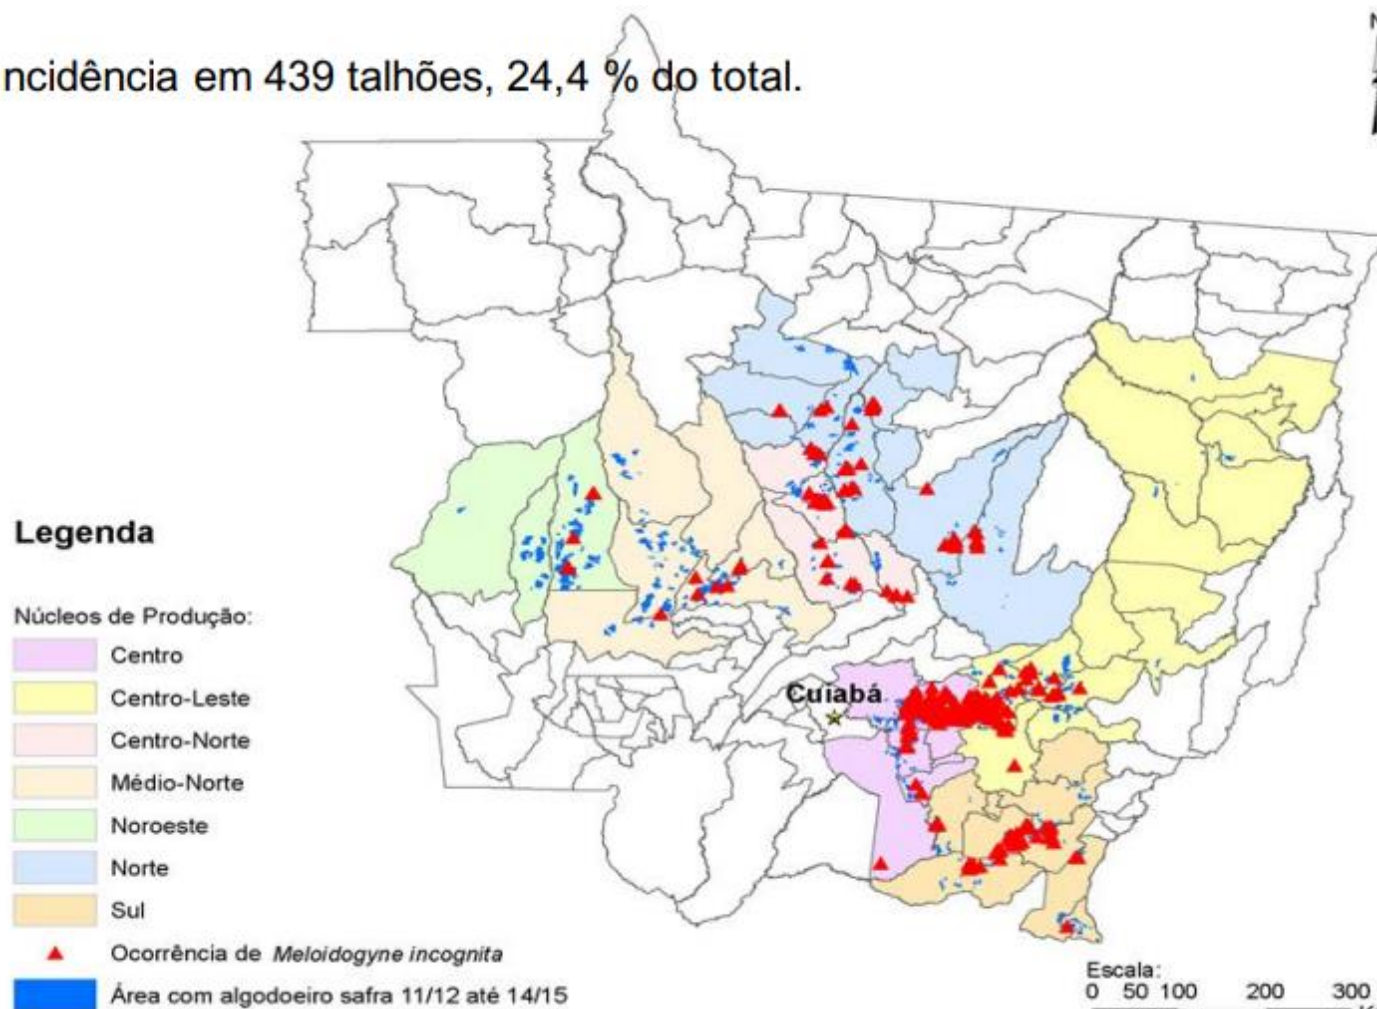 ncidência em 439 talhões, 24,4 % do total.
N
Cuiabá
Legenda
Núcleos de Produção:
Centro
Centro-Leste
Centro-Norte
Médio-Norte
Noroeste
Norte
Sul
Ocorrência de Meloidogyne incognita
Área com algodoeiro safra 11/12 até 14/15
Escala:
0 50 100 200 300